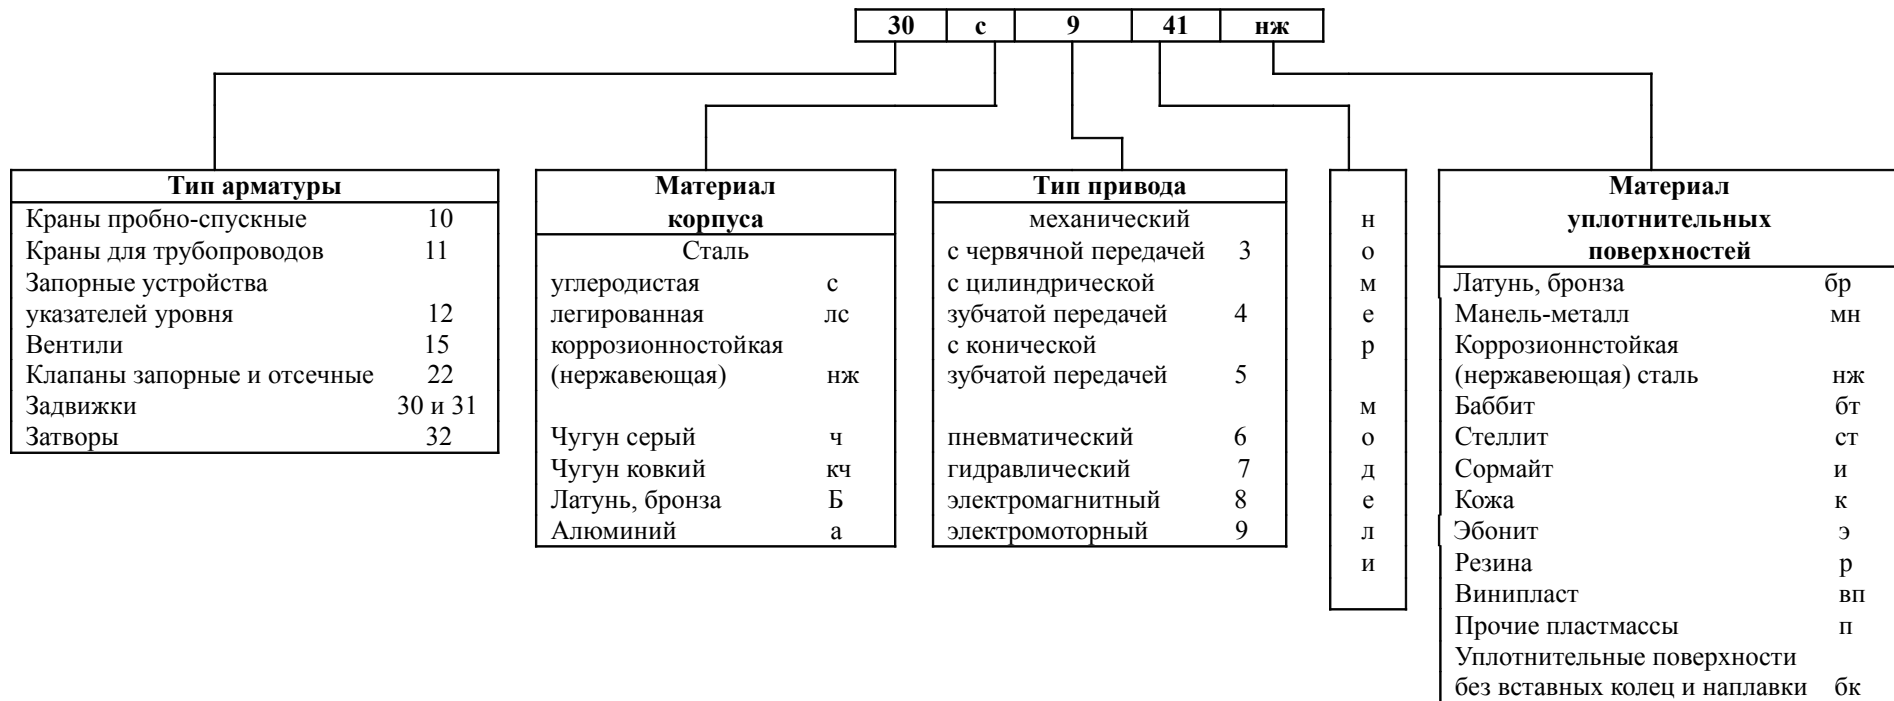 30 с 9 41 нж
Тип арматуры
Краны пробно-спускные 10
Краны для трубопроводов 11
Запорные устройства
указателей уровня 12
Вентили 15
Клапаны запорные и отсечные 22
Задвижки 30 и 31
Затворы 32
Материал
корпуса
Сталь
углеродистая с
легированная лс
коррозионностойкая
(нержавеющая) нж
Чугун серый ч
Чугун ковкий кч
Латунь, бронза Б
Алюминий а
Тип привода
механический
с червячной передачей 3
с цилиндрической
зубчатой передачей 4
с конической
зубчатой передачей 5
пневматический 6
гидравлический 7
электромагнитный 8
электромоторный 9
н
о
м
е
р
м
о
д
е
л
и
Материал
уплотнительных
поверхностей
Латунь, бронза бр
Манель-металл мн
Коррозионнстойкая
(нержавеющая) сталь нж
Баббит бт
Стеллит ст
Сормайт и
Кожа к
Эбонит э
Резина р
Винипласт вп
Прочие пластмассы п
Уплотнительные поверхности
без вставных колец и наплавки бк